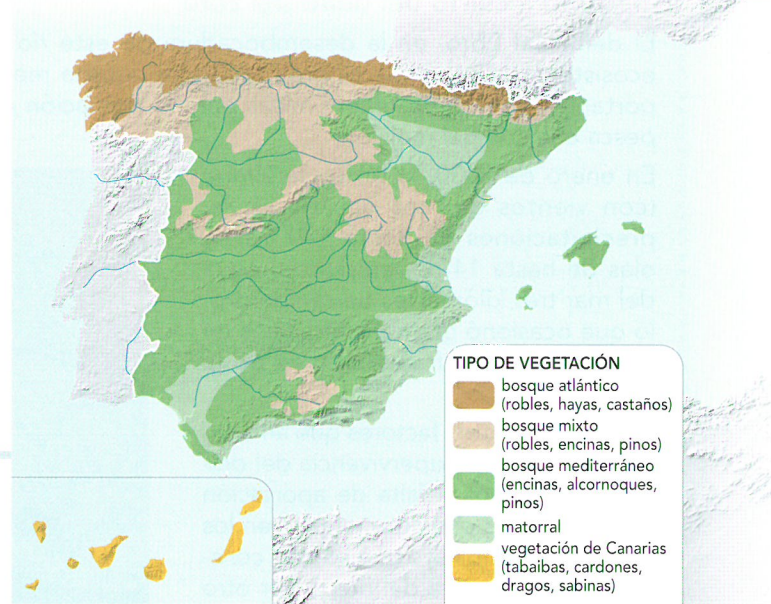 TIPO DE VEGETACIÓN
bosque atlántico
(robles, hayas, castaños)
bosque mixto
(robles, encinas, pinos)
bosque mediterráneo
(encinas, alcornoques,
pinos)
matorral
vegetación de Canarias
(tabaibas, cardones,
dragos, sabinas)